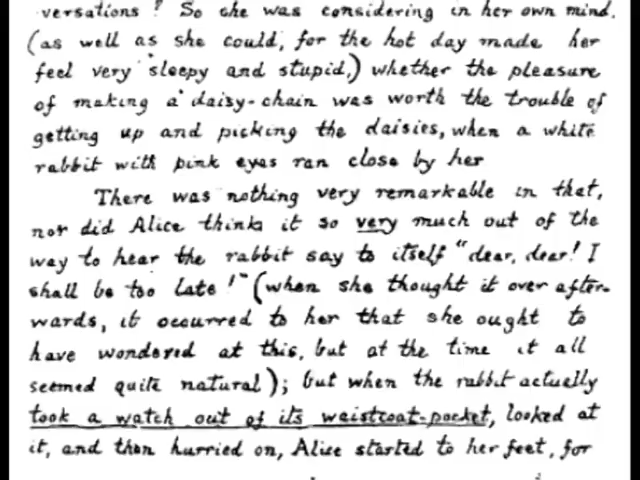 versations? So she was considering in her own mind,
(as well as she could, for the hot day made her
feel very sleepy and stupid,) whether the pleasure
of making a daisy-chain was worth the trouble of
getting up and picking the daisies, when a white
rabbit with pink eyes ran close by her
There was nothing very remarkable in that,
nor did Alice think it so very much out of the
way to hear the rabbit say to itself "dear, dear! I
shall be too late!" (when she thought it over after-
wards, it occurred to her that she ought to
have wondered at this, but at the time it all
seemed quite natural); but when the rabbit actually
took a watch out of its waistcoat-pocket, looked at
it, and then hurried on, Alice started to her feet, for